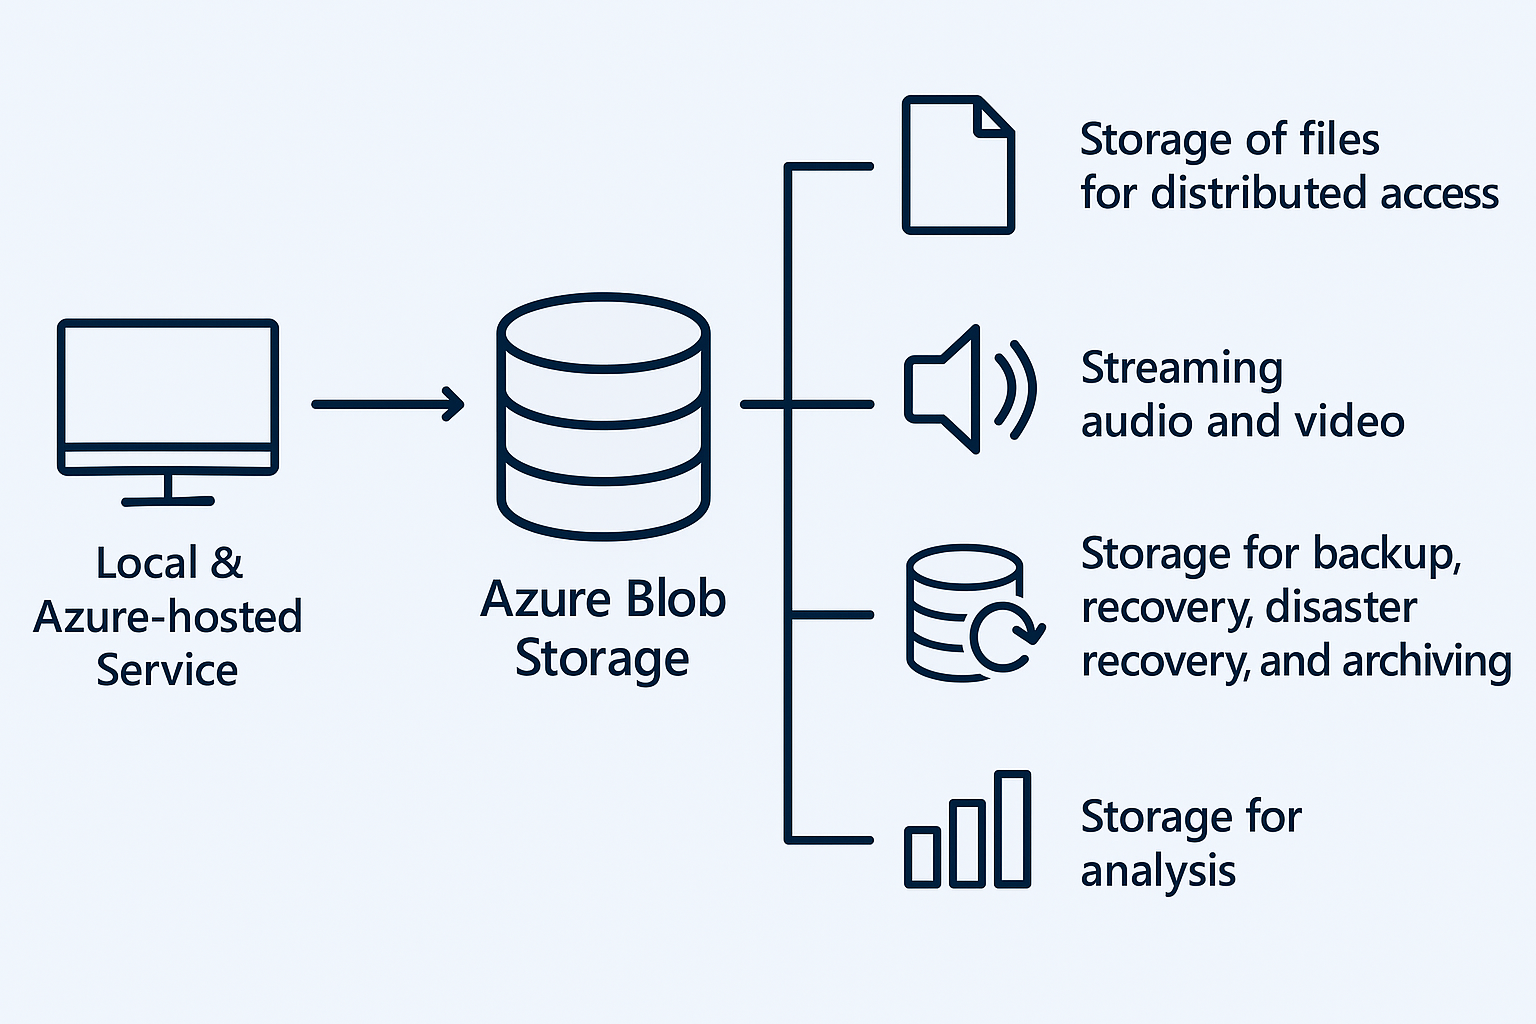 Local &
Azure-hosted
Service
Azure Blob
Storage
Storage of files
for distributed access
Streaming
audio and video
Storage for backup,
recovery, disaster
recovery, and archiving
Storage for
analysis